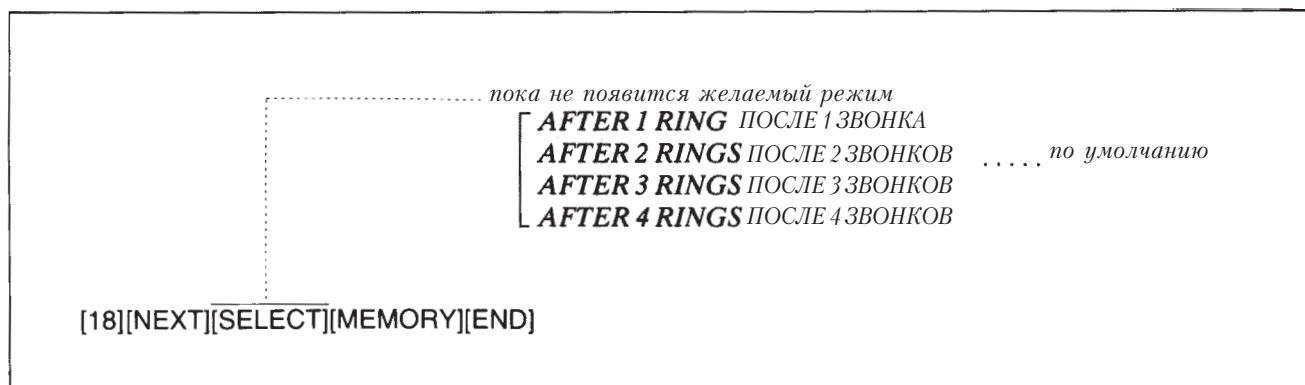 пока не появится желаемый режим
AFTER 1 RING ПОСЛЕ 1 ЗВОНКА
AFTER 2 RINGS ПОСЛЕ 2 ЗВОНКОВ ..... по умолчанию
AFTER 3 RINGS ПОСЛЕ 3 ЗВОНКОВ
AFTER 4 RINGS ПОСЛЕ 4 ЗВОНКОВ
[18][NEXT][SELECT][MEMORY][END]